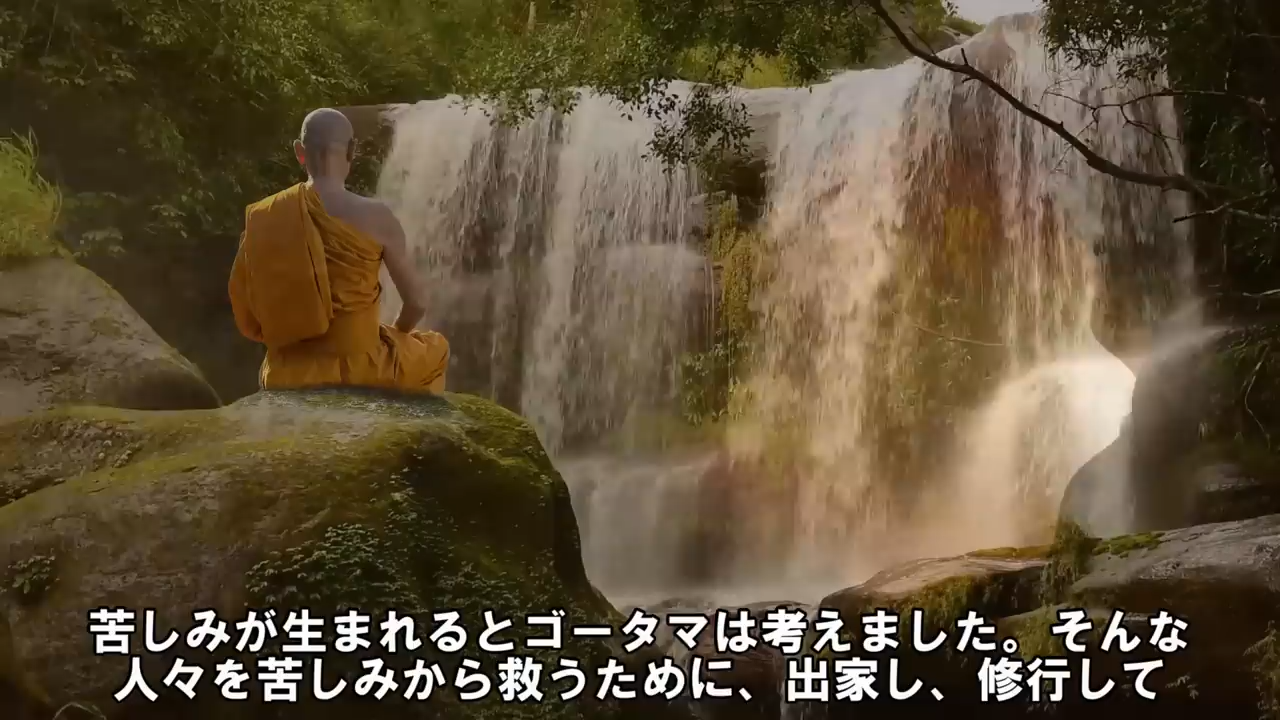 苦しみが生まれるとゴータマは考えました。そんな
人々を苦しみから救うために、出家し、修行して